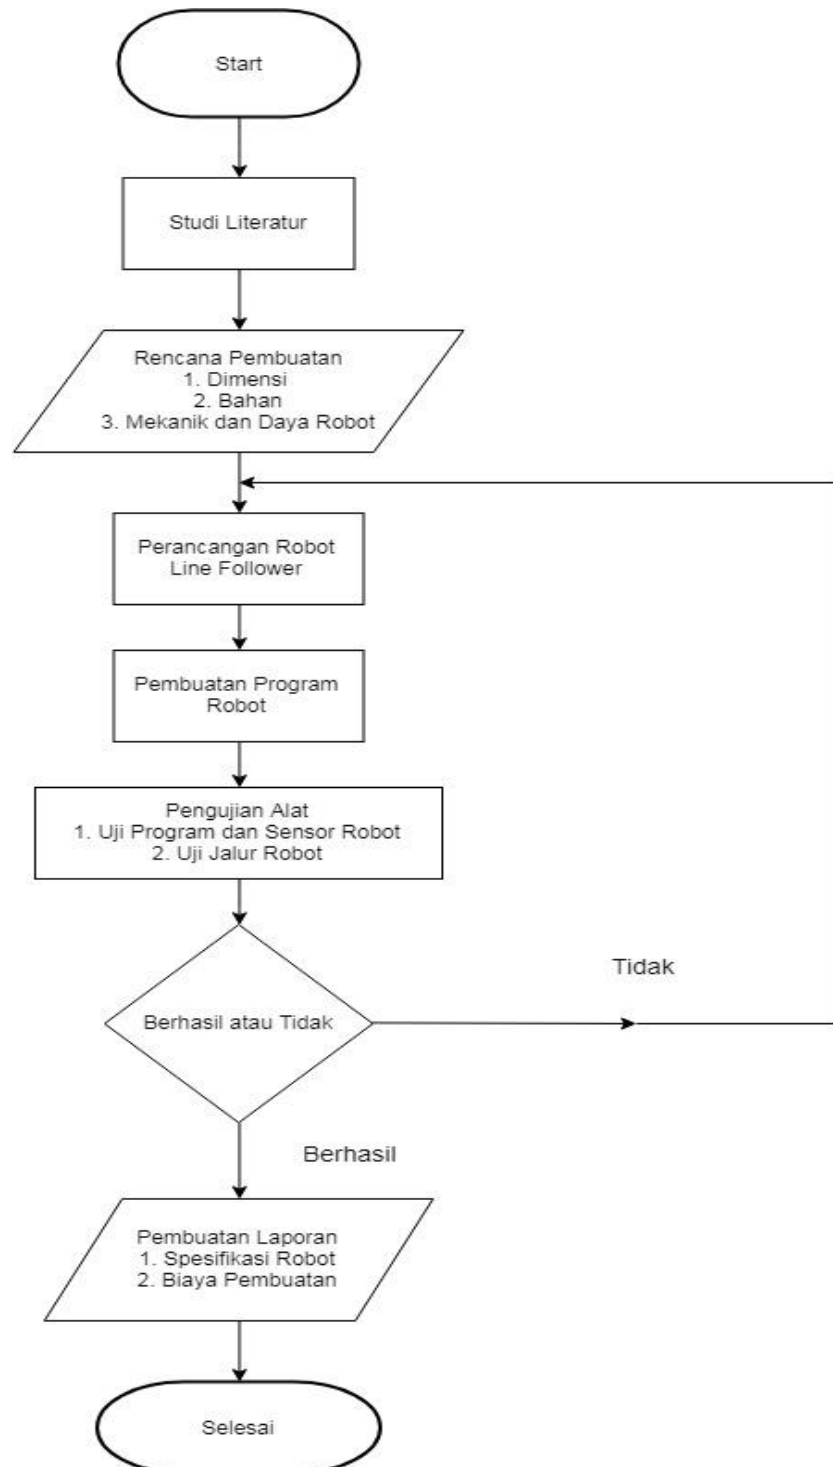 Start
Studi Literatur
Rencana Pembuatan
1. Dimensi
2. Bahan
3. Mekanik dan Daya Robot
Perancangan Robot
Line Follower
Pembuatan Program
Robot
Pengujian Alat
1. Uji Program dan Sensor Robot
2. Uji Jalur Robot
Berhasil atau Tidak
Tidak
Berhasil
Pembuatan Laporan
1. Spesifikasi Robot
2. Biaya Pembuatan
Selesai